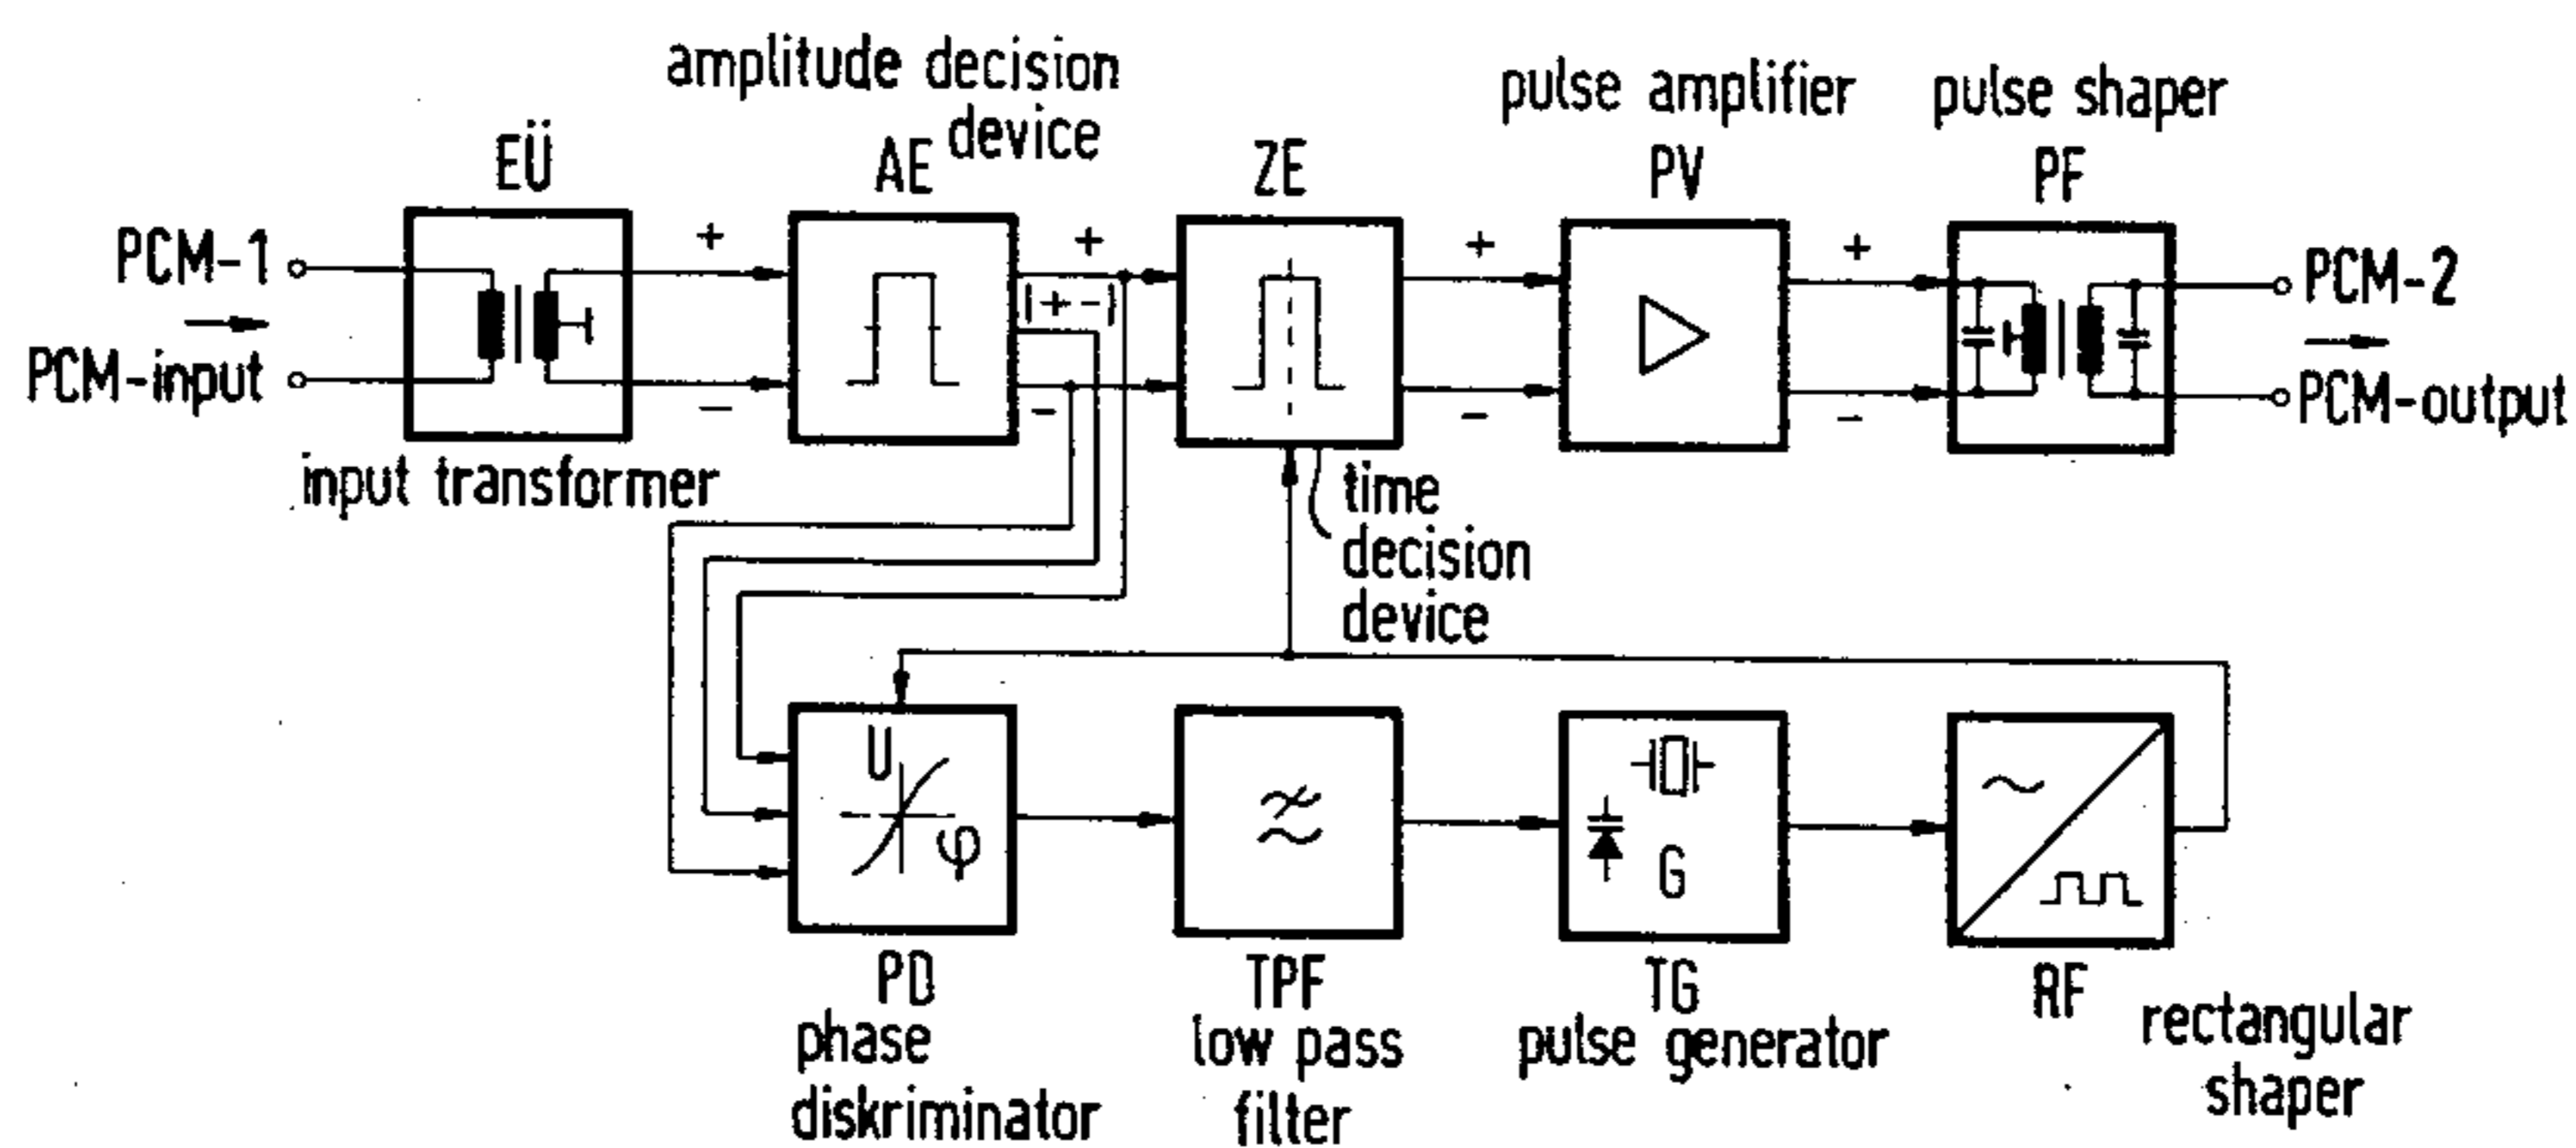 amplitude decision
device
pulse amplifier
pulse shaper
EÜ
AE
ZE
PV
PF
PCM-1
PCM-input
+
-
+
|+-|
-
+
-
+
-
PCM-2
PCM-output
input transformer
time
decision
device
U
φ
G
PD
phase
diskriminator
TPF
low pass
filter
TG
pulse generator
RF
rectangular
shaper